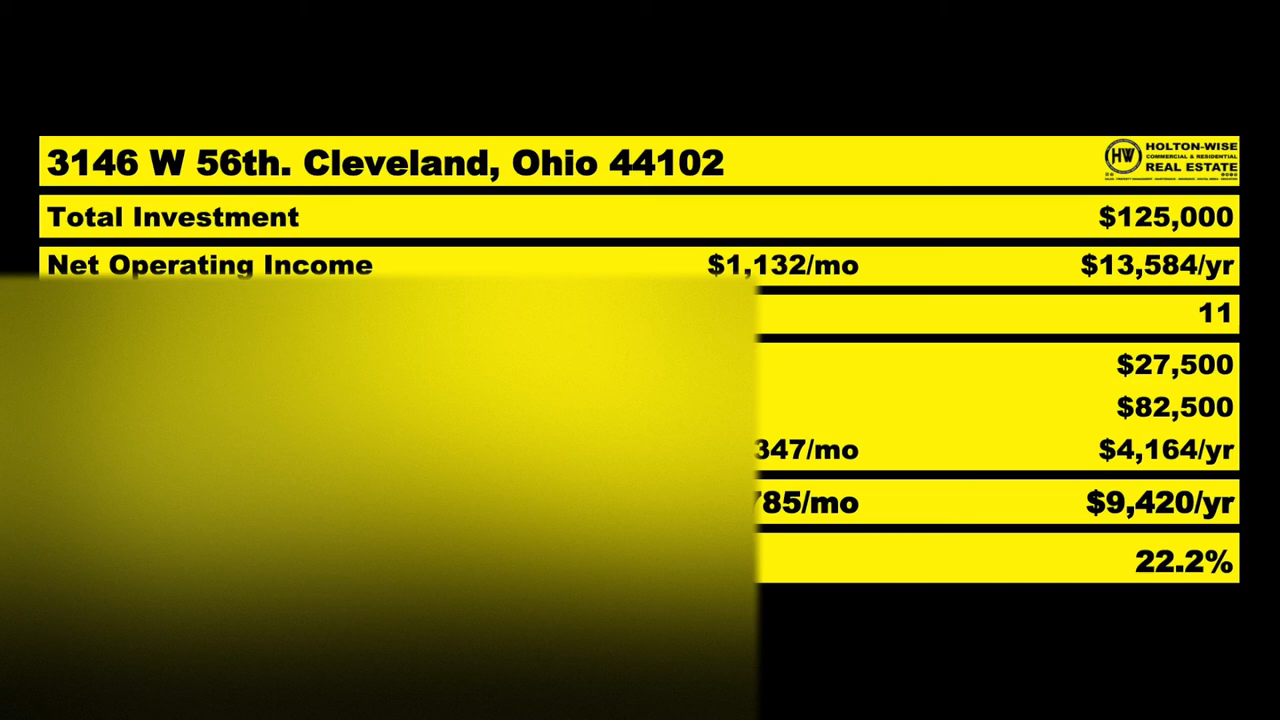 3146 W 56th. Cleveland, Ohio 44102
HW
HOLTON-WISE
COMMERCIAL & RESIDENTIAL
REAL ESTATE
Total Investment $125,000
Net Operating Income $1,132/mo $13,584/yr
11
$27,500
$82,500
347/mo $4,164/yr
785/mo $9,420/yr
22.2%